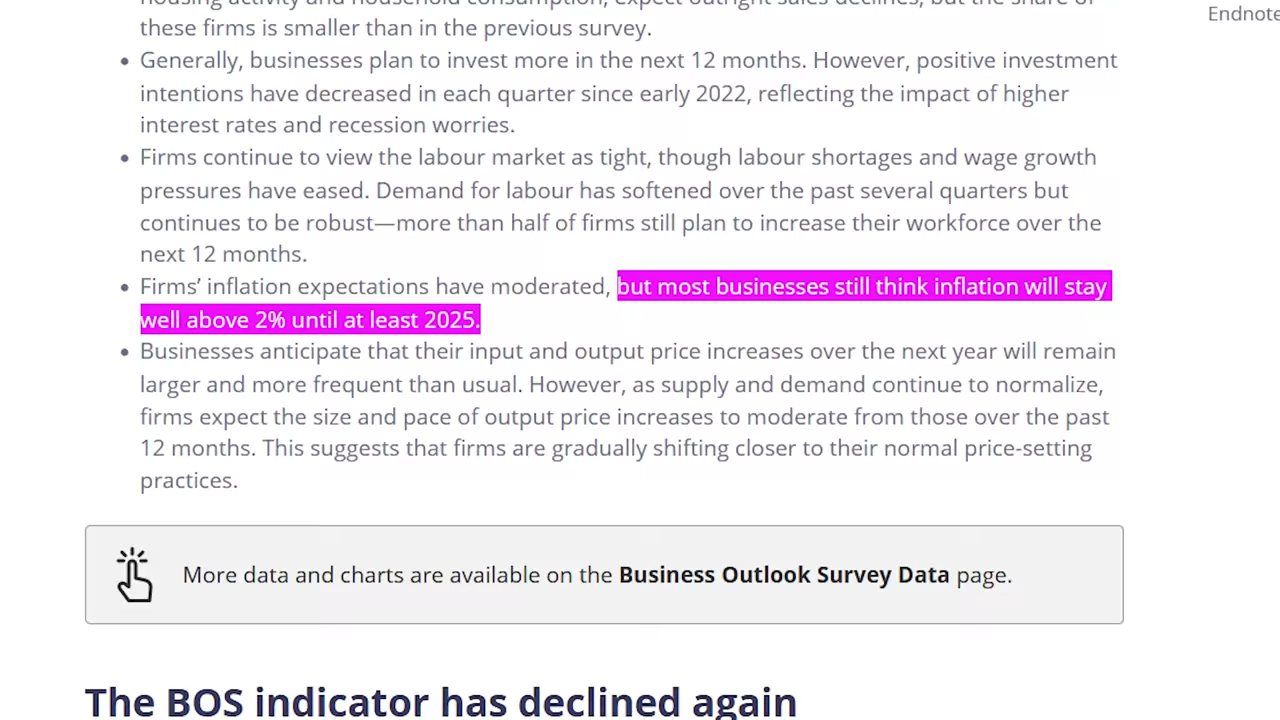 these firms is smaller than in the previous survey.
Generally, businesses plan to invest more in the next 12 months. However, positive investment
intentions have decreased in each quarter since early 2022, reflecting the impact of higher
interest rates and recession worries.
Firms continue to view the labour market as tight, though labour shortages and wage growth
pressures have eased. Demand for labour has softened over the past several quarters but
continues to be robust—more than half of firms still plan to increase their workforce over the
next 12 months.
Firms’ inflation expectations have moderated, but most businesses still think inflation will stay
well above 2% until at least 2025.
Businesses anticipate that their input and output price increases over the next year will remain
larger and more frequent than usual. However, as supply and demand continue to normalize,
firms expect the size and pace of output price increases to moderate from those over the past
12 months. This suggests that firms are gradually shifting closer to their normal price-setting
practices.
More data and charts are available on the Business Outlook Survey Data page.
The BOS indicator has declined again